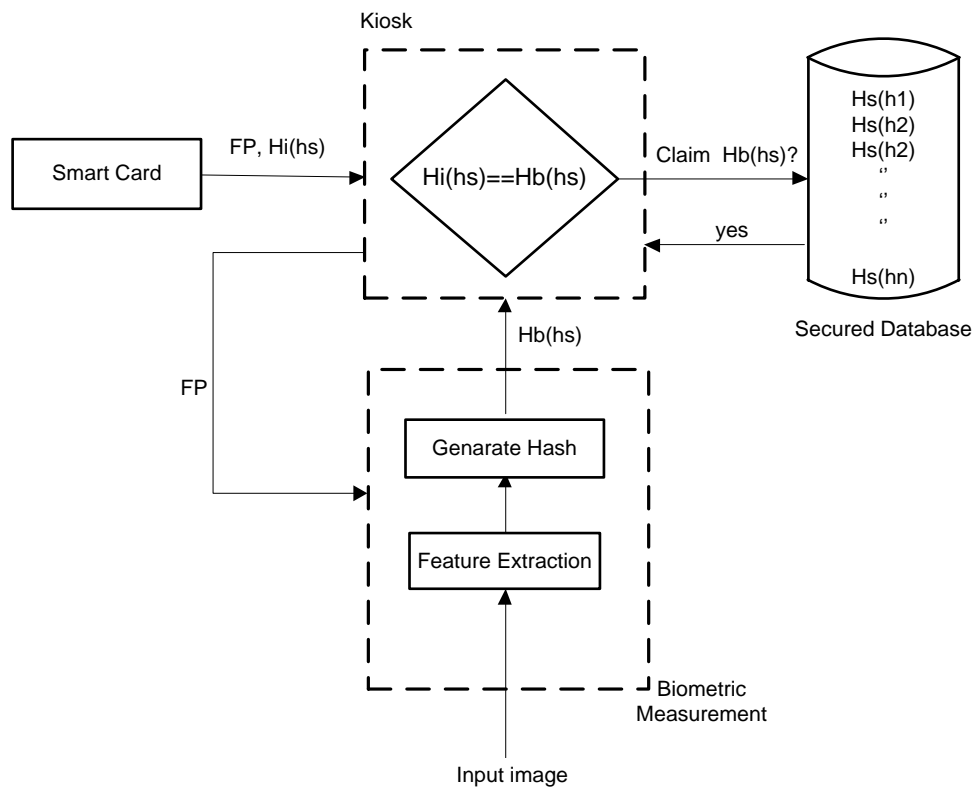 Kiosk
Smart Card
FP, Hi(hs)
Hi(hs)==Hb(hs)
Claim Hb(hs)?
yes
Hs(h1)
Hs(h2)
Hs(h2)
‘’
‘’
‘’
Hs(hn)
Secured Database
FP
Hb(hs)
Genarate Hash
Feature Extraction
Biometric
Measurement
Input image